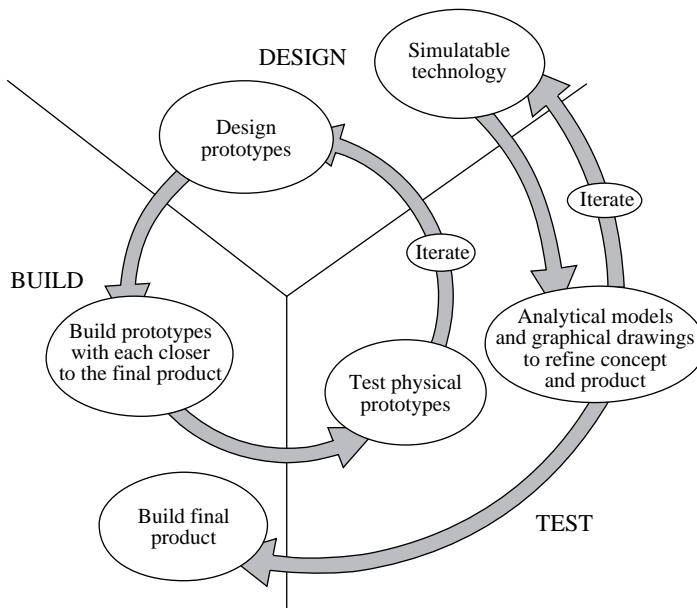 DESIGN
Simulatable
technology
Design
prototypes
Iterate
Iterate
BUILD
Build prototypes
with each closer
to the final product
Analytical models
and graphical drawings
to refine concept
and product
Test physical
prototypes
Build final
product
TEST